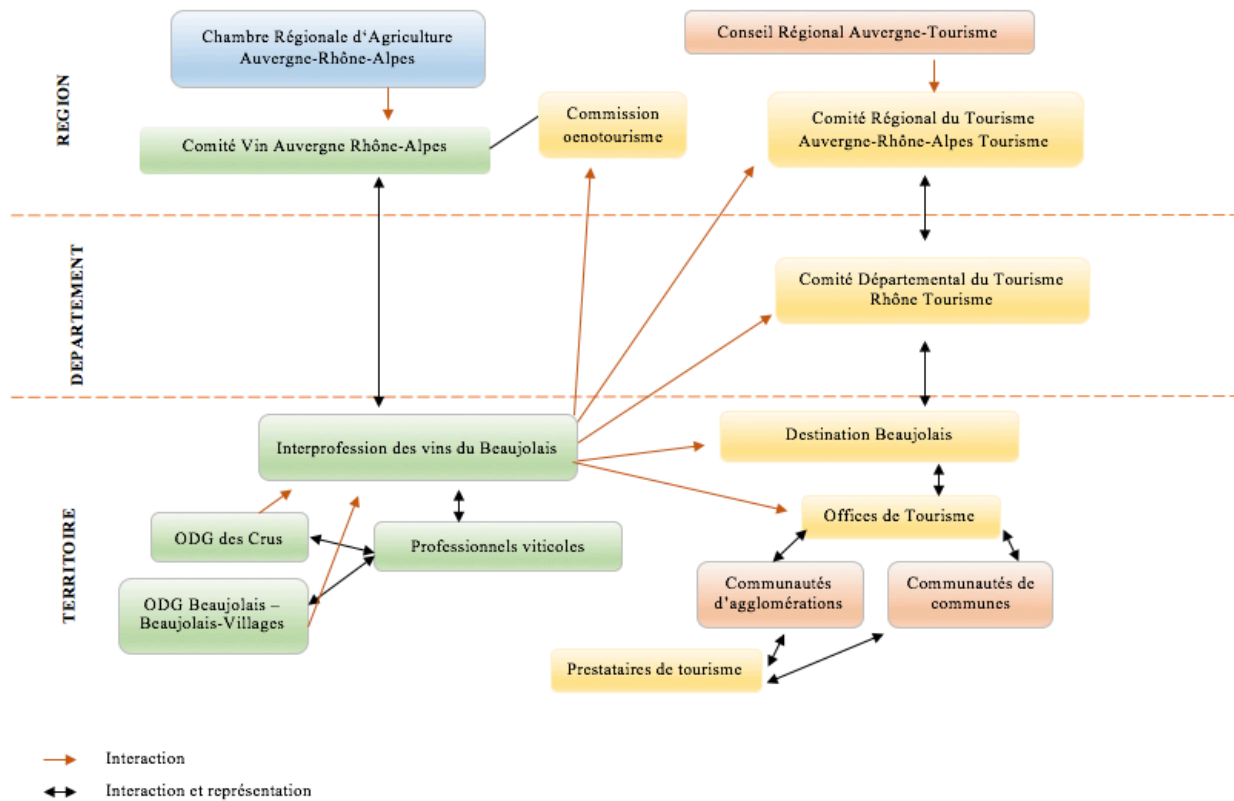 REGION
Chambre Régionale d'Agriculture
Auvergne-Rhône-Alpes
Conseil Régional Auvergne-Tourisme
Comité Vin Auvergne Rhône-Alpes
Commission
oenotourisme
Comité Régional du Tourisme
Auvergne-Rhône-Alpes Tourisme
DEPARTEMENT
Comité Départemental du Tourisme
Rhône Tourisme
TERRITOIRE
Interprofession des vins du Beaujolais
Destination Beaujolais
ODG des Crus
Professionnels viticoles
Offices de Tourisme
ODG Beaujolais –
Beaujolais-Villages
Communautés
d'agglomérations
Communautés de
communes
Prestataires de tourisme
Interaction
Interaction et représentation